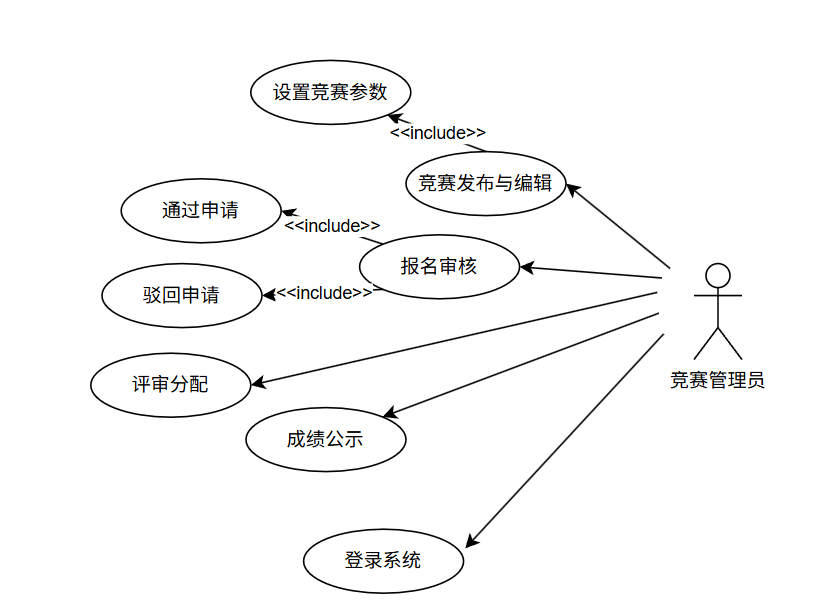 设置竞赛参数
<<include>>
竞赛发布与编辑
通过申请
<<include>>
报名审核
驳回申请
<<include>>
竞赛管理员
评审分配
成绩公示
登录系统